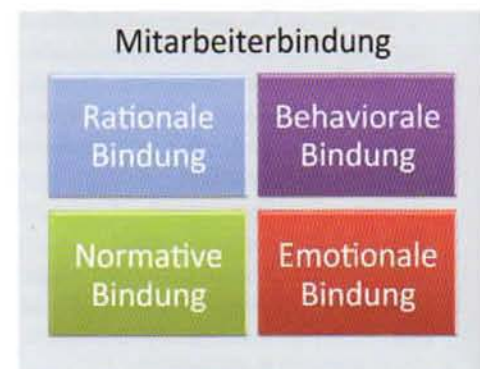 Mitarbeiterbindung
Rationale
Bindung
Behaviorale
Bindung
Normative
Bindung
Emotionale
Bindung